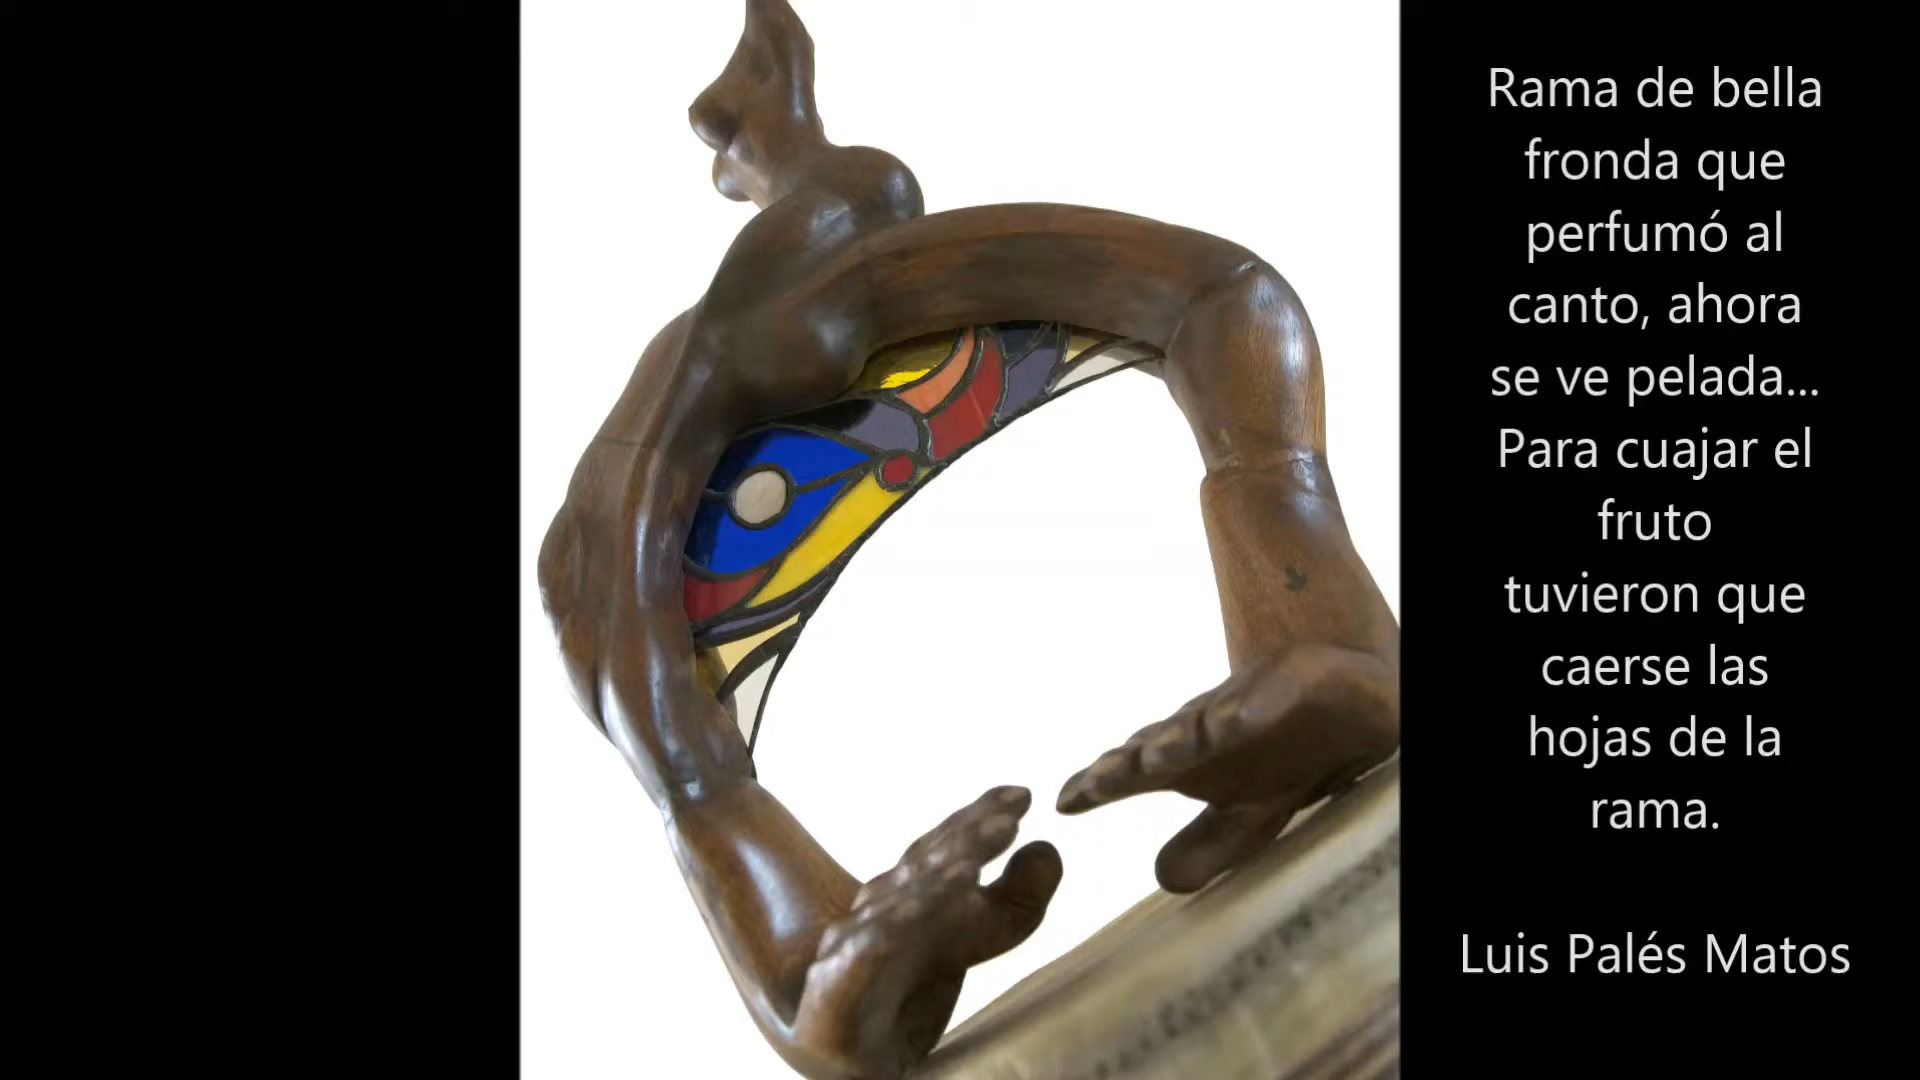 Rama de bella
fronda que
perfumó al
canto, ahora
se ve pelada...
Para cuajar el
fruto
tuvieron que
caerse las
hojas de la
rama.
Luis Palés Matos